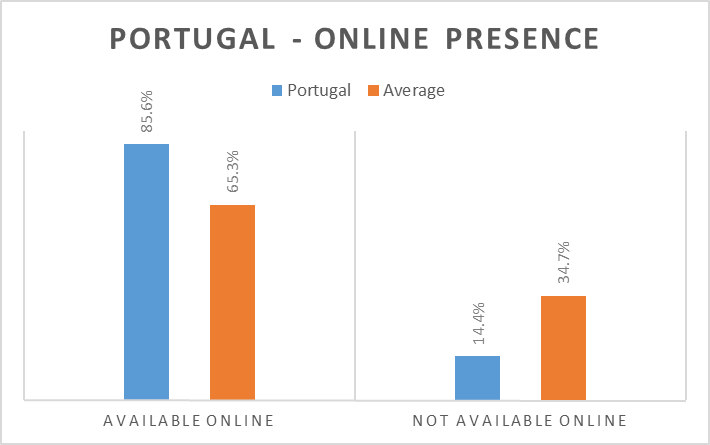 PORTUGAL - ONLINE PRESENCE
Portugal Average
85.6%
65.3%
14.4%
34.7%
AVAILABLE ONLINE
NOT AVAILABLE ONLINE